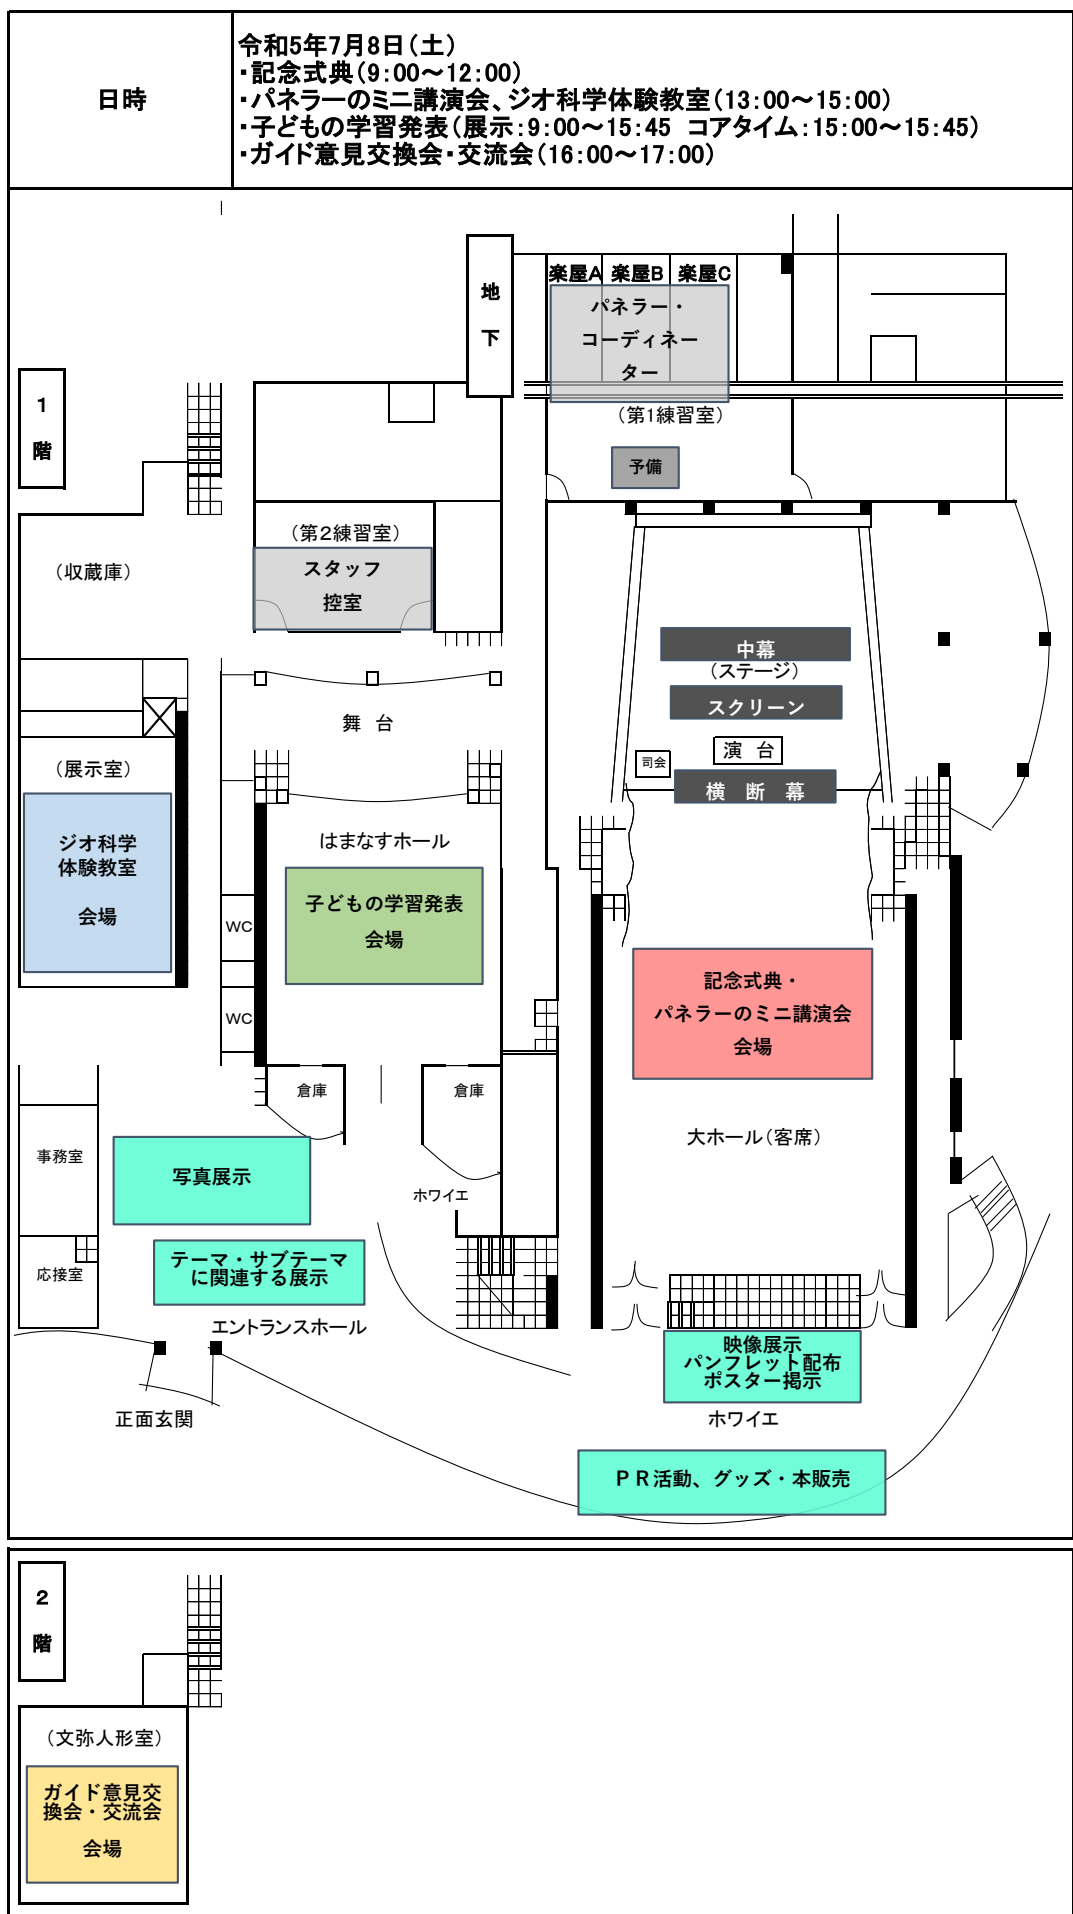 日時
令和5年7月8日(土)
・記念式典(9:00～12:00)
・パネラーのミニ講演会、ジオ科学体験教室(13:00～15:00)
・子どもの学習発表(展示:9:00～15:45 コアタイム:15:00～15:45)
・ガイド意見交換会・交流会(16:00～17:00)
地
下
楽屋A 楽屋B 楽屋C
パネラー・
コーディネー
ター
(第1練習室)
予備
1
階
(収蔵庫)
(第2練習室)
スタッフ
控室
中幕
(ステージ)
スクリーン
演 台
司会
横 断 幕
舞 台
(展示室)
ジオ科学
体験教室
会場
はまなすホール
子どもの学習発表
会場
WC
WC
記念式典・
パネラーのミニ講演会
会場
倉庫
倉庫
大ホール(客席)
事務室
写真展示
ホワイエ
テーマ・サブテーマ
に関連する展示
応接室
エントランスホール
正面玄関
映像展示
パンフレット配布
ポスター掲示
ホワイエ
PR活動、グッズ・本販売
2
階
(文弥人形室)
ガイド意見交
換会・交流会
会場